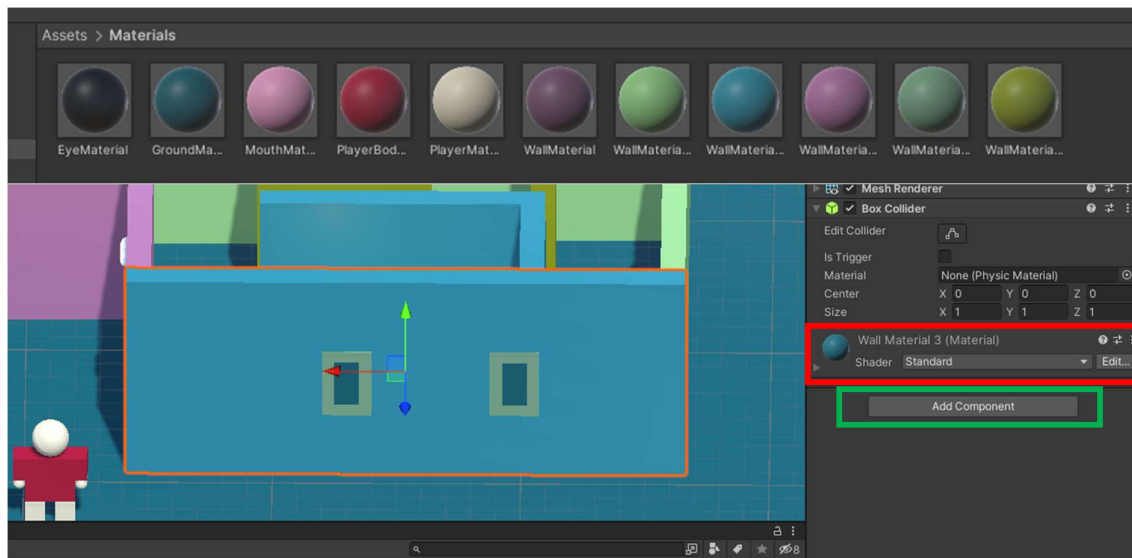 Assets > Materials
EyeMaterial GroundMa... MouthMat... PlayerBod... PlayerMat... WallMaterial WallMateria... WallMateria... WallMateria... WallMateria... WallMateria...
Mesh Renderer
Box Collider
Edit Collider
Is Trigger
Material None (Physic Material)
Center X 0 Y 0 Z 0
Size X 1 Y 1 Z 1
Wall Material 3 (Material)
Shader Standard Edit...
Add Component
8